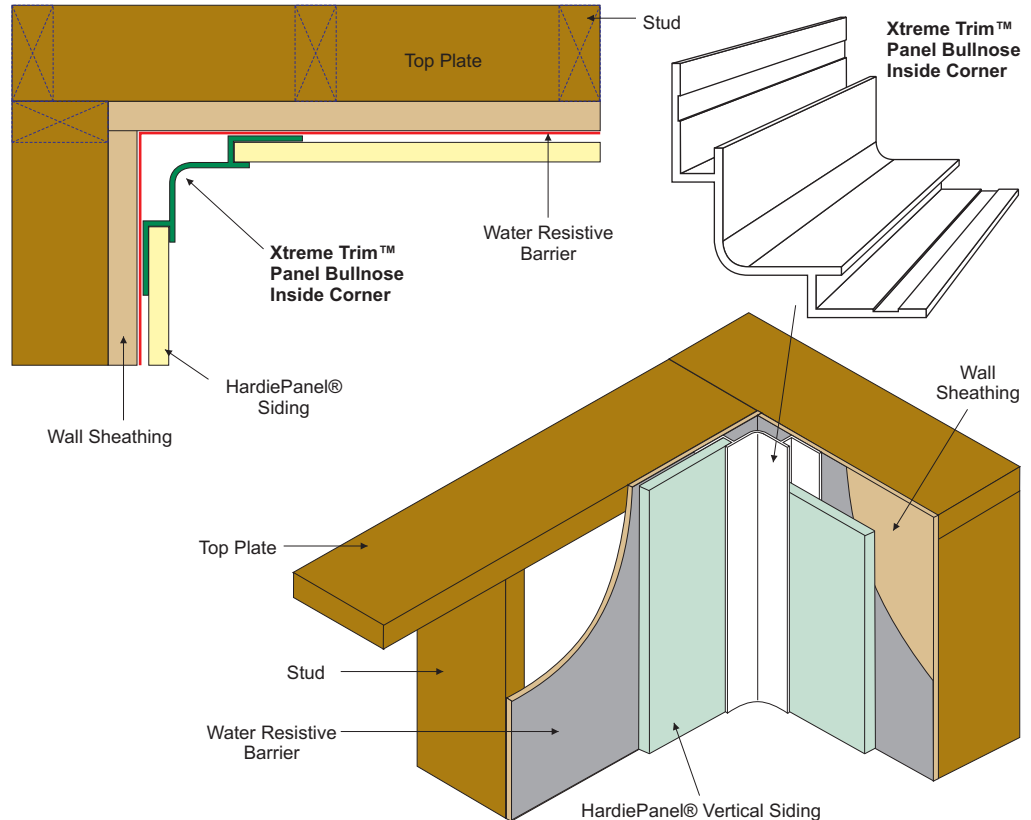 Stud
Top Plate
Xtreme Trim™
Panel Bullnose
Inside Corner
Water Resistive
Barrier
Xtreme Trim™
Panel Bullnose
Inside Corner
HardiePanel®
Siding
Wall Sheathing
Wall
Sheathing
Top Plate
Stud
Water Resistive
Barrier
HardiePanel® Vertical Siding